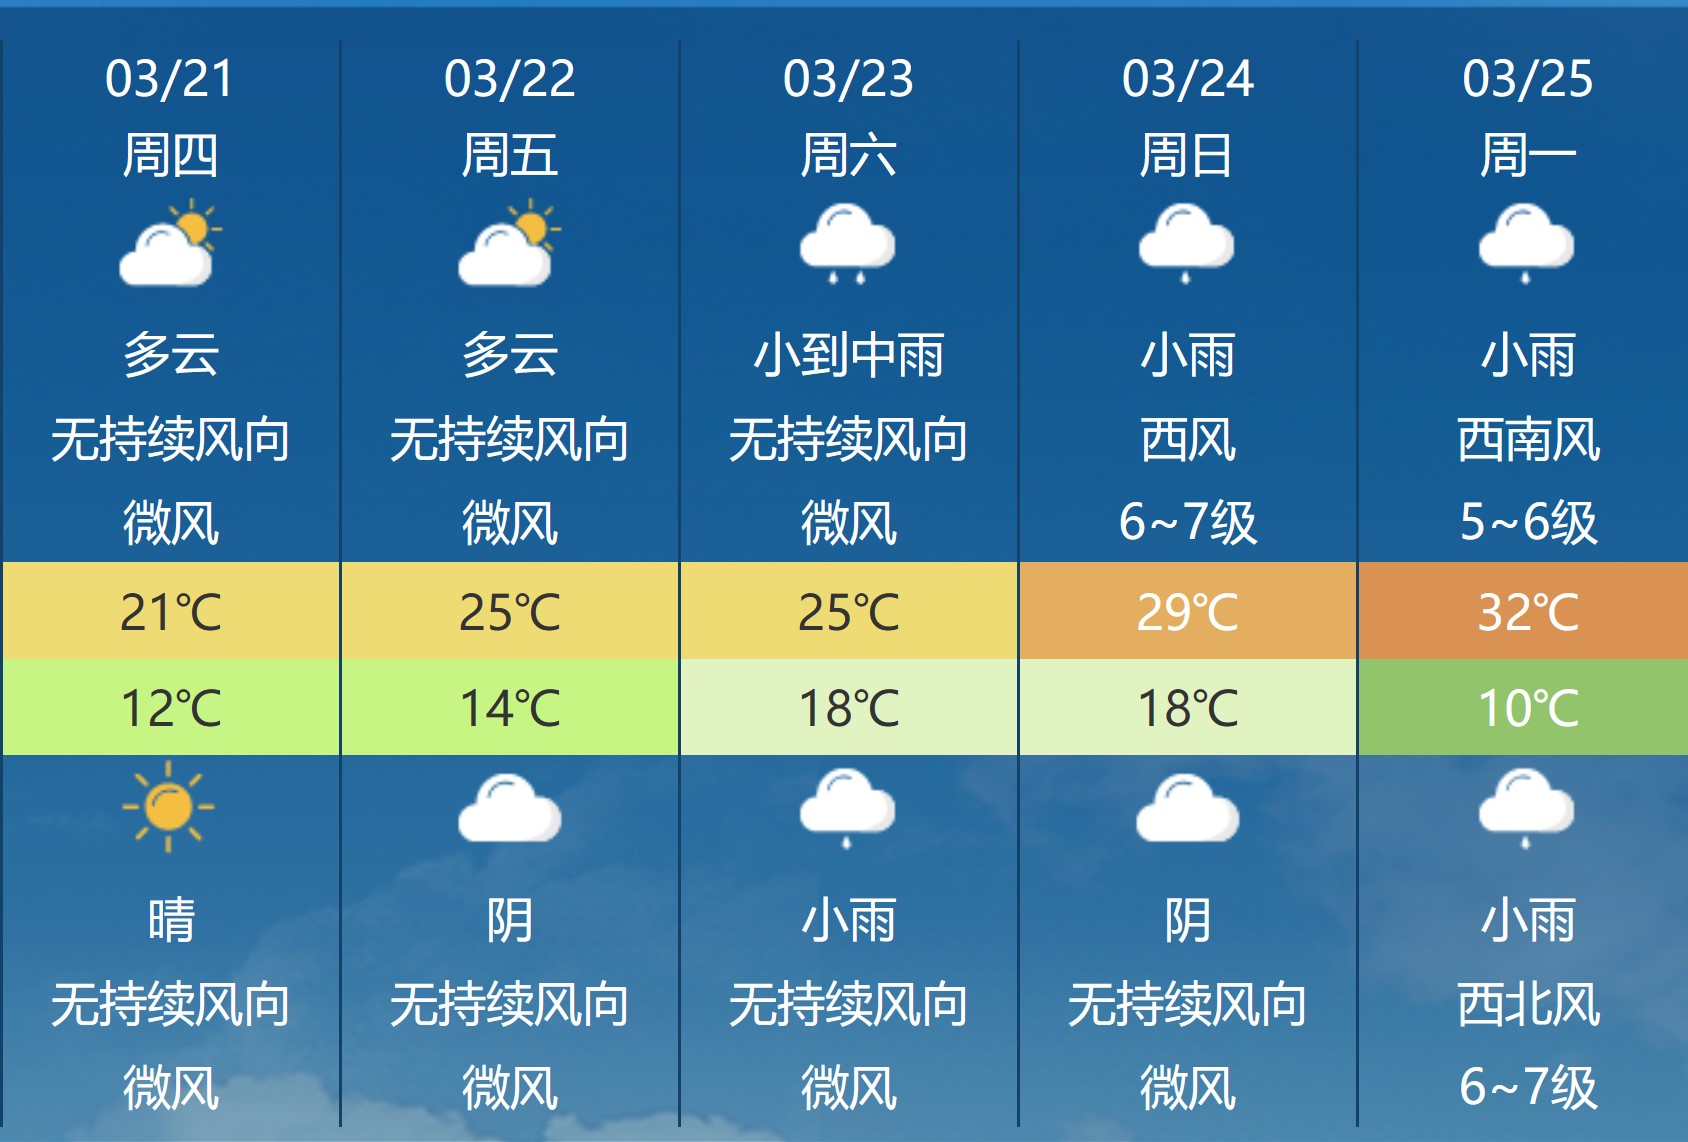 03/21
周四
多云
无持续风向
微风
21℃
12℃
晴
无持续风向
微风
03/22
周五
多云
无持续风向
微风
25℃
14℃
阴
无持续风向
微风
03/23
周六
小到中雨
无持续风向
微风
25℃
18℃
小雨
无持续风向
微风
03/24
周日
小雨
西风
6~7级
29℃
18℃
阴
无持续风向
微风
03/25
周一
小雨
西南风
5~6级
32℃
10℃
小雨
西北风
6~7级